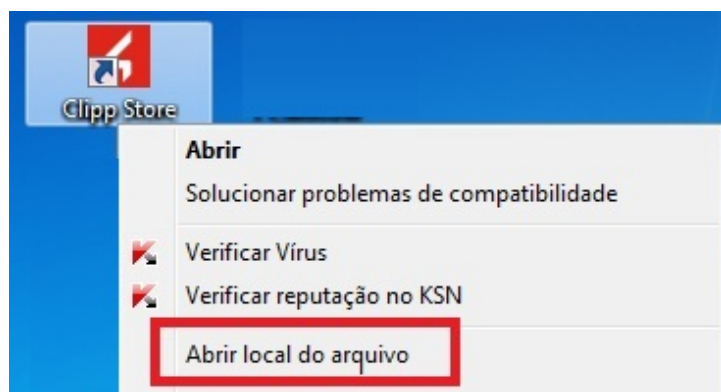 Clipp Store
Abrir
Solucionar problemas de compatibilidade
Verificar Vírus
Verificar reputação no KSN
Abrir local do arquivo